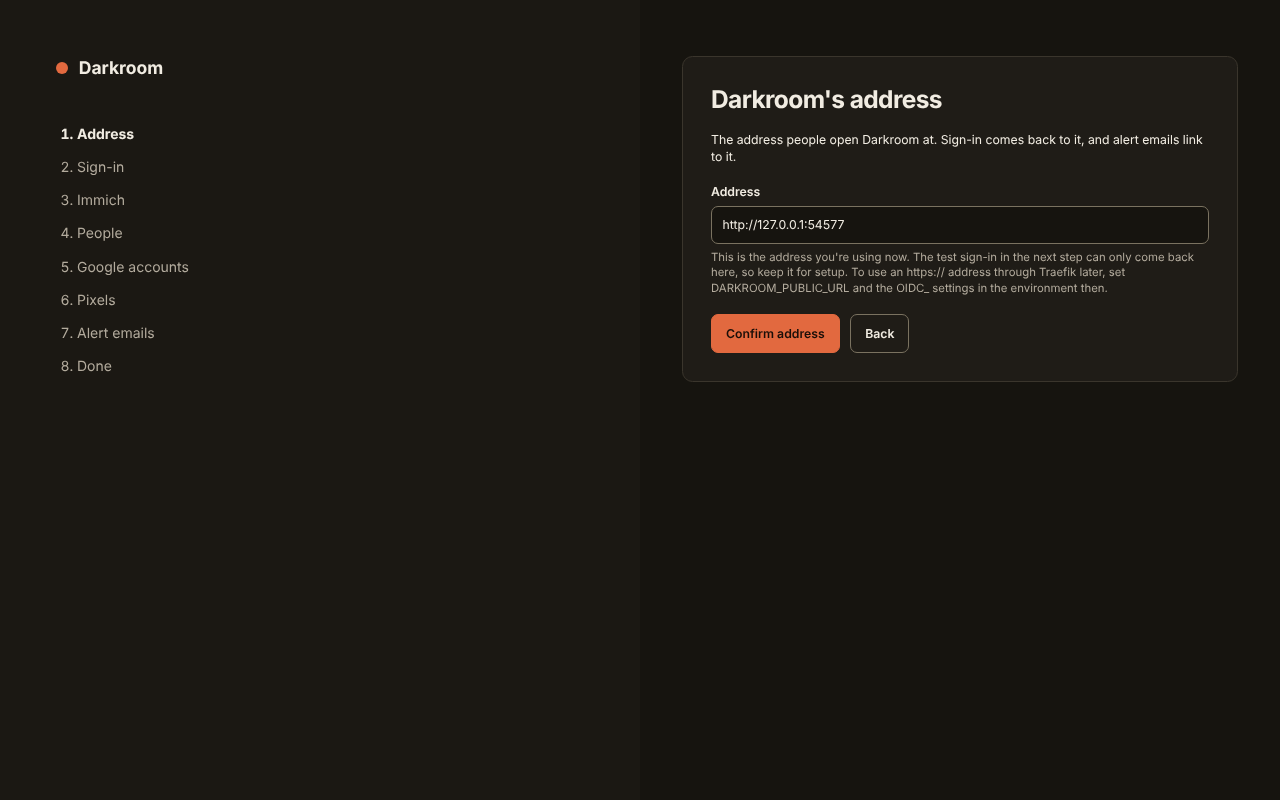 Darkroom
1. Address
2. Sign-in
3. Immich
4. People
5. Google accounts
6. Pixels
7. Alert emails
8. Done
Darkroom's address
The address people open Darkroom at. Sign-in comes back to it, and alert emails link
to it.
Address
http://127.0.0.1:54577
This is the address you're using now. The test sign-in in the next step can only come back
here, so keep it for setup. To use an https:// address through Traefik later, set
DARKROOM_PUBLIC_URL and the OIDC_ settings in the environment then.
Confirm address
Back